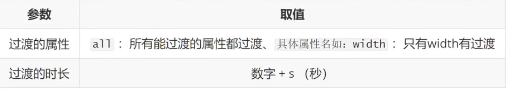 参数 取值
过渡的属性 all：所有能过渡的属性都过渡、具体属性名如：width：只有width有过渡
过渡的时长 数字 + s （秒）